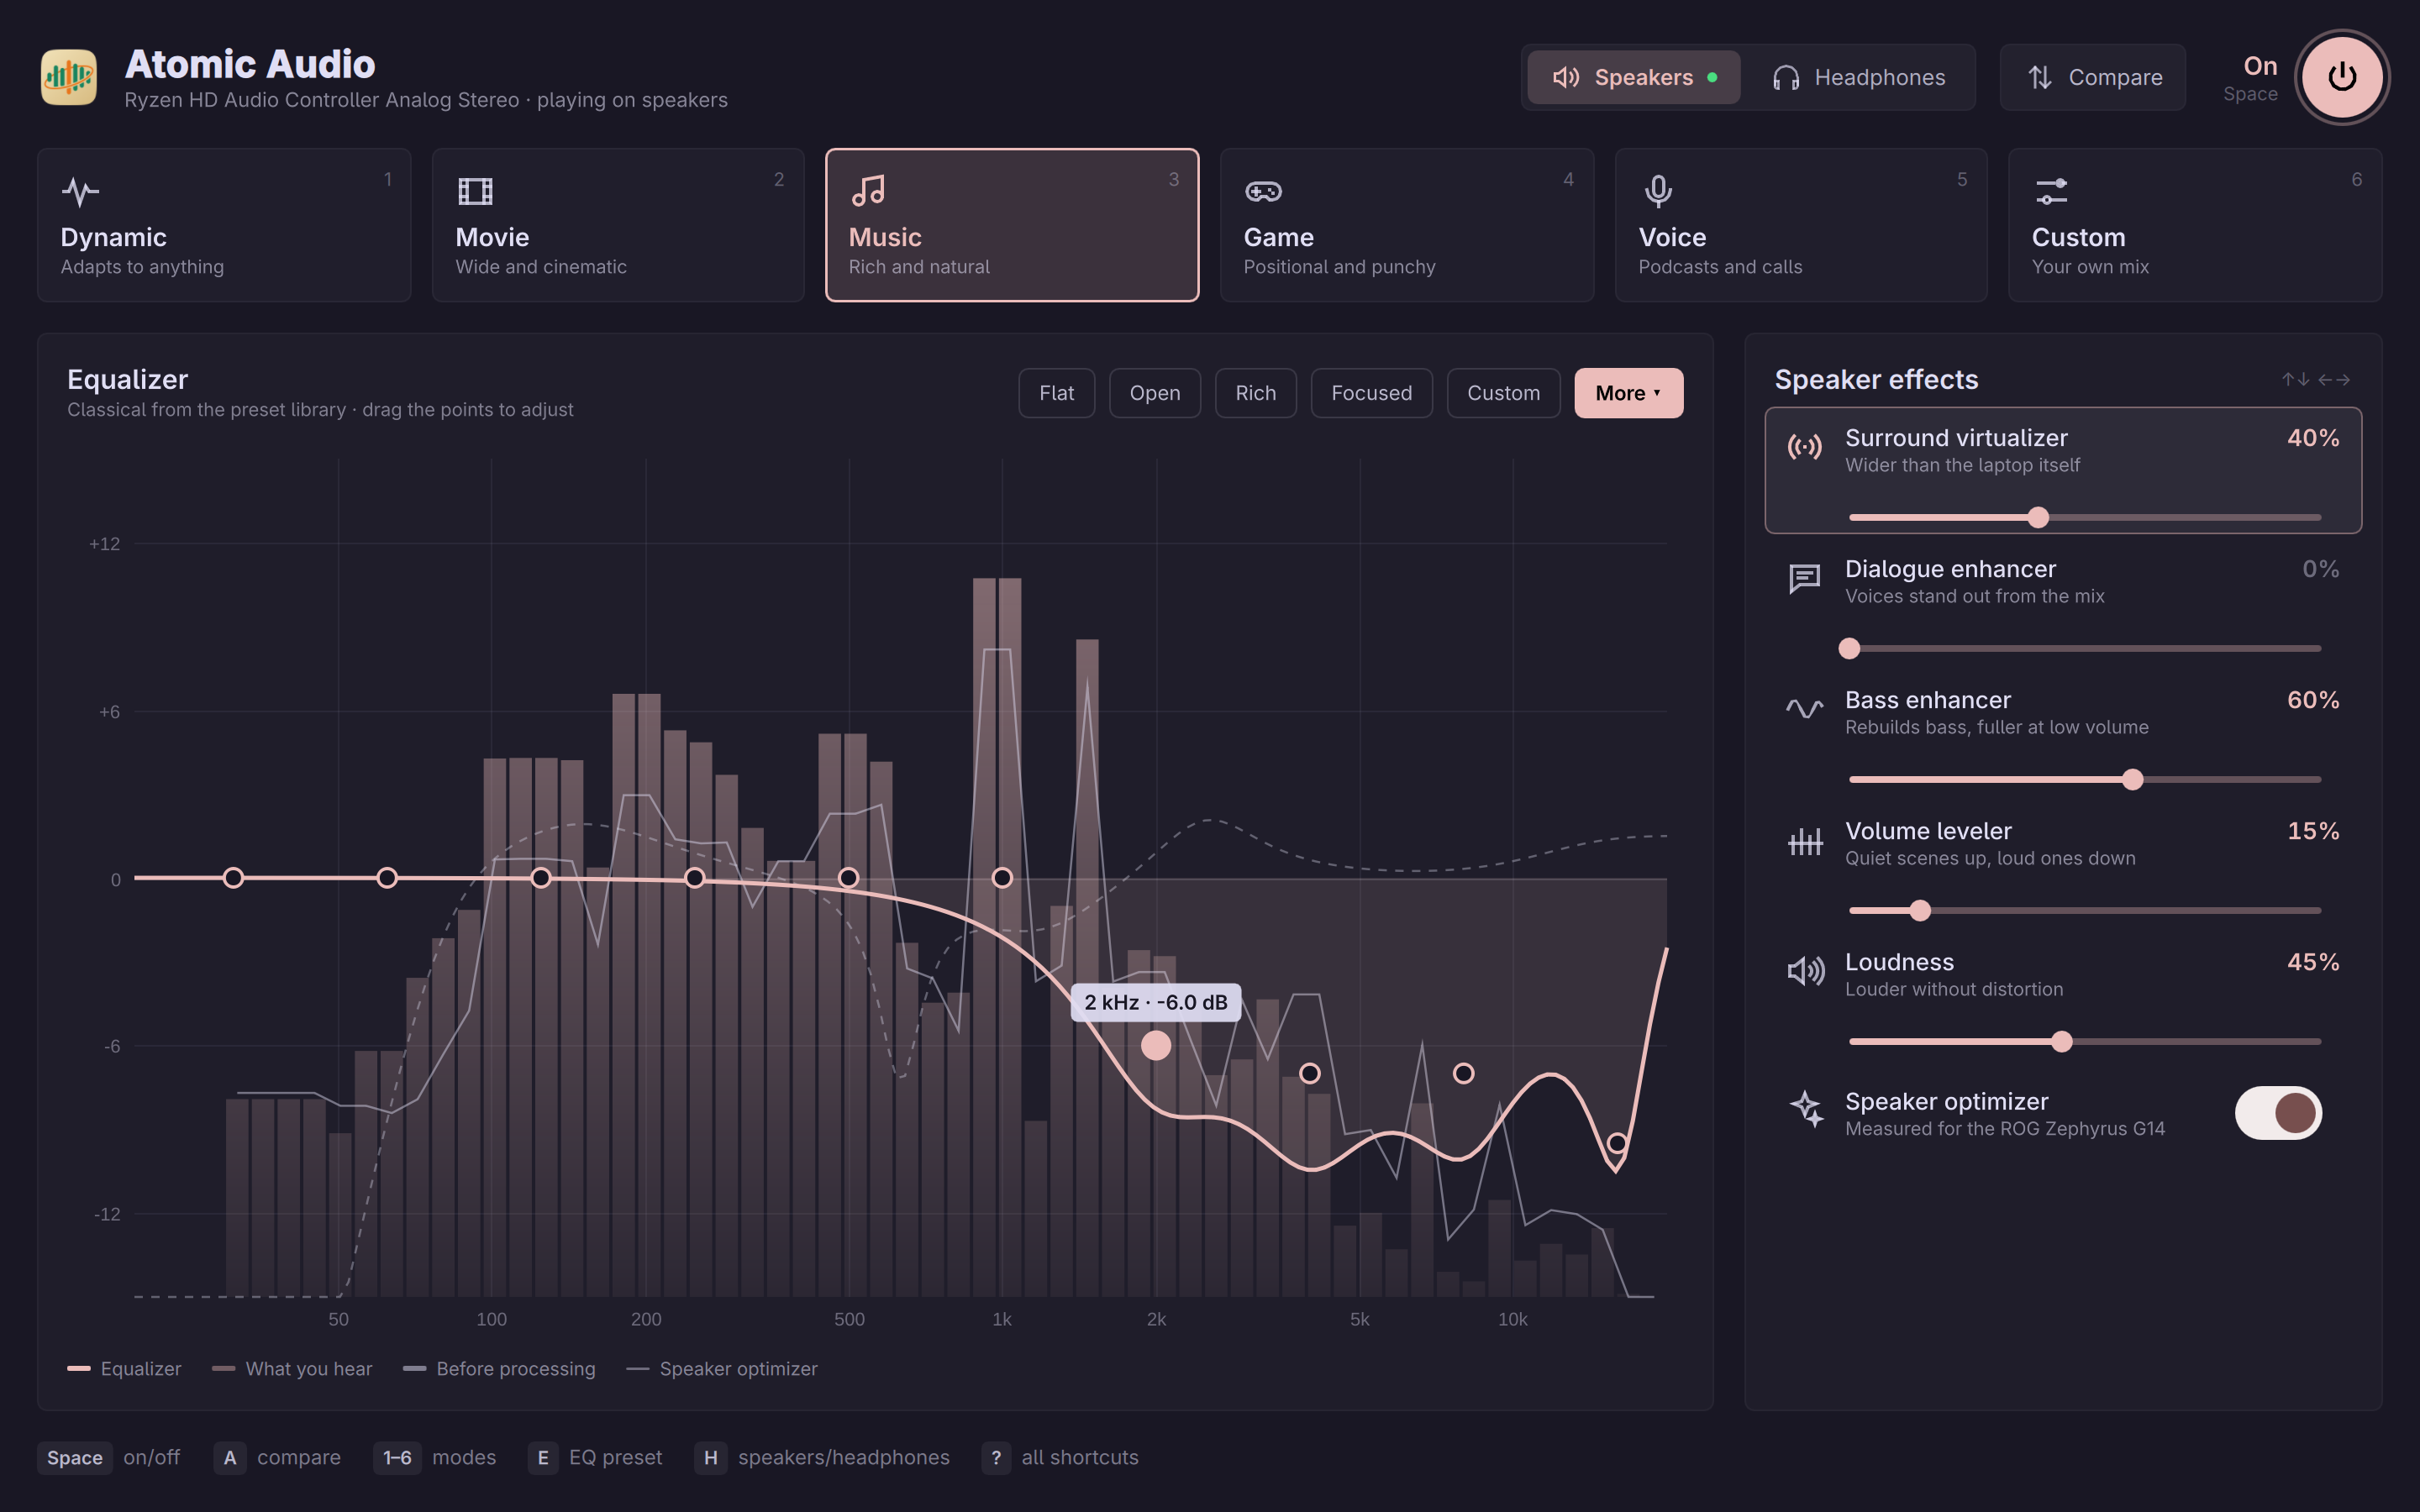 Atomic Audio
Ryzen HD Audio Controller Analog Stereo · playing on speakers
Speakers
Headphones
Compare
On
Space
1
Dynamic
Adapts to anything
2
Movie
Wide and cinematic
3
Music
Rich and natural
4
Game
Positional and punchy
5
Voice
Podcasts and calls
6
Custom
Your own mix
Equalizer
Classical from the preset library · drag the points to adjust
Flat
Open
Rich
Focused
Custom
More ▾
+12
+6
0
-6
-12
2 kHz · -6.0 dB
50 100 200 500 1k 2k 5k 10k
Equalizer
What you hear
Before processing
Speaker optimizer
Speaker effects
↑↓ ←→
Surround virtualizer 40%
Wider than the laptop itself
Dialogue enhancer 0%
Voices stand out from the mix
Bass enhancer 60%
Rebuilds bass, fuller at low volume
Volume leveler 15%
Quiet scenes up, loud ones down
Loudness 45%
Louder without distortion
Speaker optimizer
Measured for the ROG Zephyrus G14
Space on/off A compare 1–6 modes E EQ preset H speakers/headphones ? all shortcuts